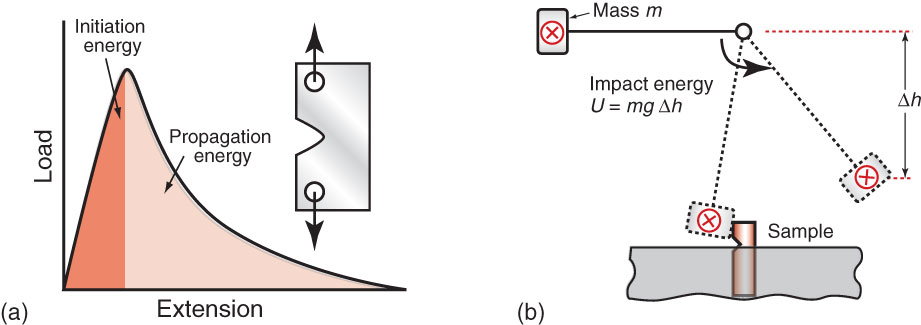 Initiation
energy
Propagation
energy
Load
Extension
(a)
Mass m
Impact energy
U = mg Δh
Δh
Sample
(b)